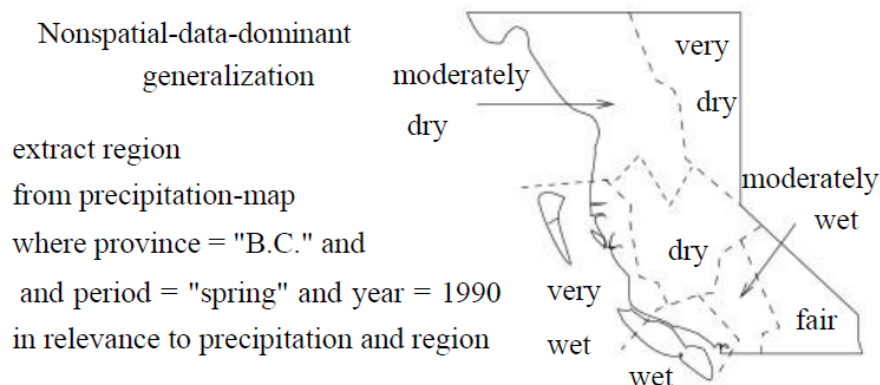 Nonspatial-data-dominant
generalization
extract region
from precipitation-map
where province = "B.C." and
and period = "spring" and year = 1990
in relevance to precipitation and region
very
dry
moderately
dry
moderately
wet
dry
very
wet
fair
wet